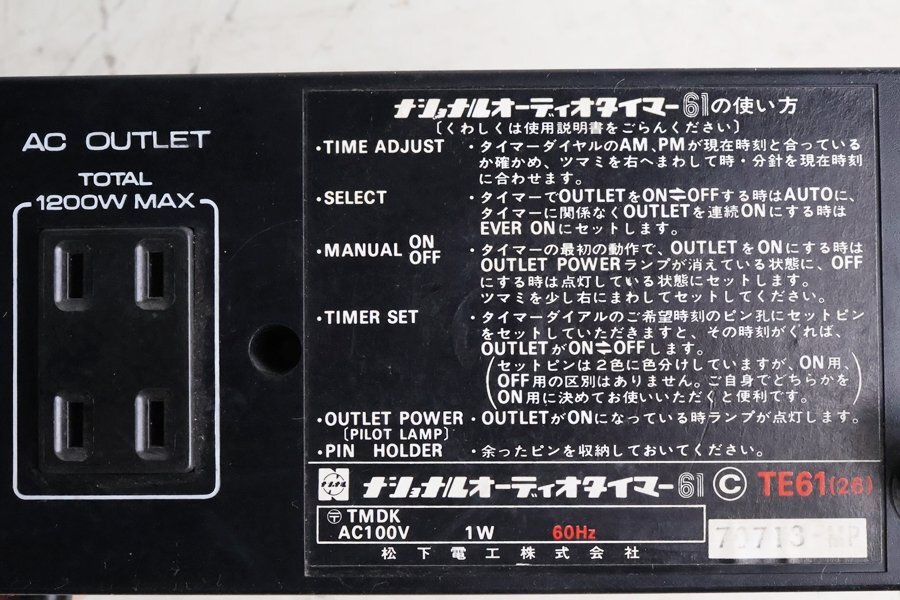 AC OUTLET
TOTAL
1200W MAX
ナショナルオーディオタイマー61の使い方
〔くわしくは使用説明書をごらんください〕
・TIME ADJUST ・タイマーダイヤルのAM、PMが現在時刻と合っている
か確かめ、ツマミを右へまわして時・分針を現在時刻
に合わせます。
・SELECT ・タイマーでOUTLETをON⇄OFFする時はAUTOに、
タイマーに関係なくOUTLETを連続ONにする時は
EVER ONにセットします。
・MANUAL ON OFF ・タイマーの最初の動作で、OUTLETをONにする時は
OUTLET POWERランプが消えている状態に、OFF
にする時は点灯している状態にセットします。
ツマミを少し右にまわしてセットしてください。
・TIMER SET ・タイマーダイアルのご希望時刻のピン孔にセットピン
をセットしていただきますと、その時刻がくれば、
OUTLETがON⇄OFFします。
(セットピンは2色に色分けしていますが、ON用、
OFF用の区別はありません。ご自身でどちらかを
ON用に決めてお使いいただくと便利です。)
・OUTLET POWER ・OUTLETがONになっている時ランプが点灯します。
〔PILOT LAMP〕
・PIN HOLDER ・余ったピンを収納しておいてください。
ナショナル ナショナルオーディオタイマー61 Ⓒ TE61(26)
〒 TMDK
AC100V 1W 60Hz
松下電工株式会社